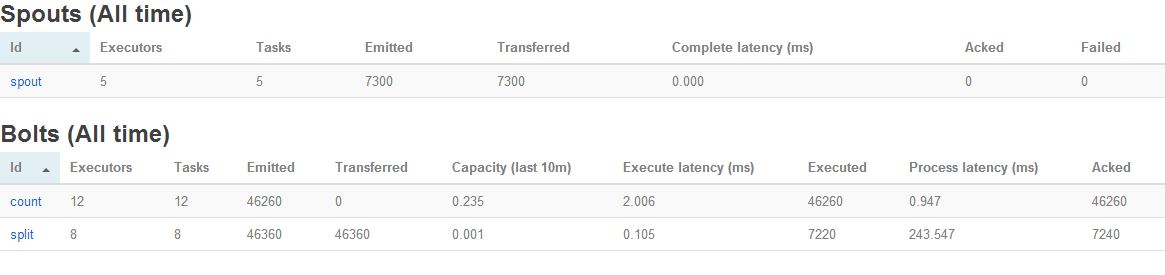 Spouts (All time)
Id Executors Tasks Emitted Transferred Complete latency (ms) Acked Failed
spout 5 5 7300 7300 0.000 0 0
Bolts (All time)
Id Executors Tasks Emitted Transferred Capacity (last 10m) Execute latency (ms) Executed Process latency (ms) Acked
count 12 12 46260 0 0.235 2.006 46260 0.947 46260
split 8 8 46360 46360 0.001 0.105 7220 243.547 7240